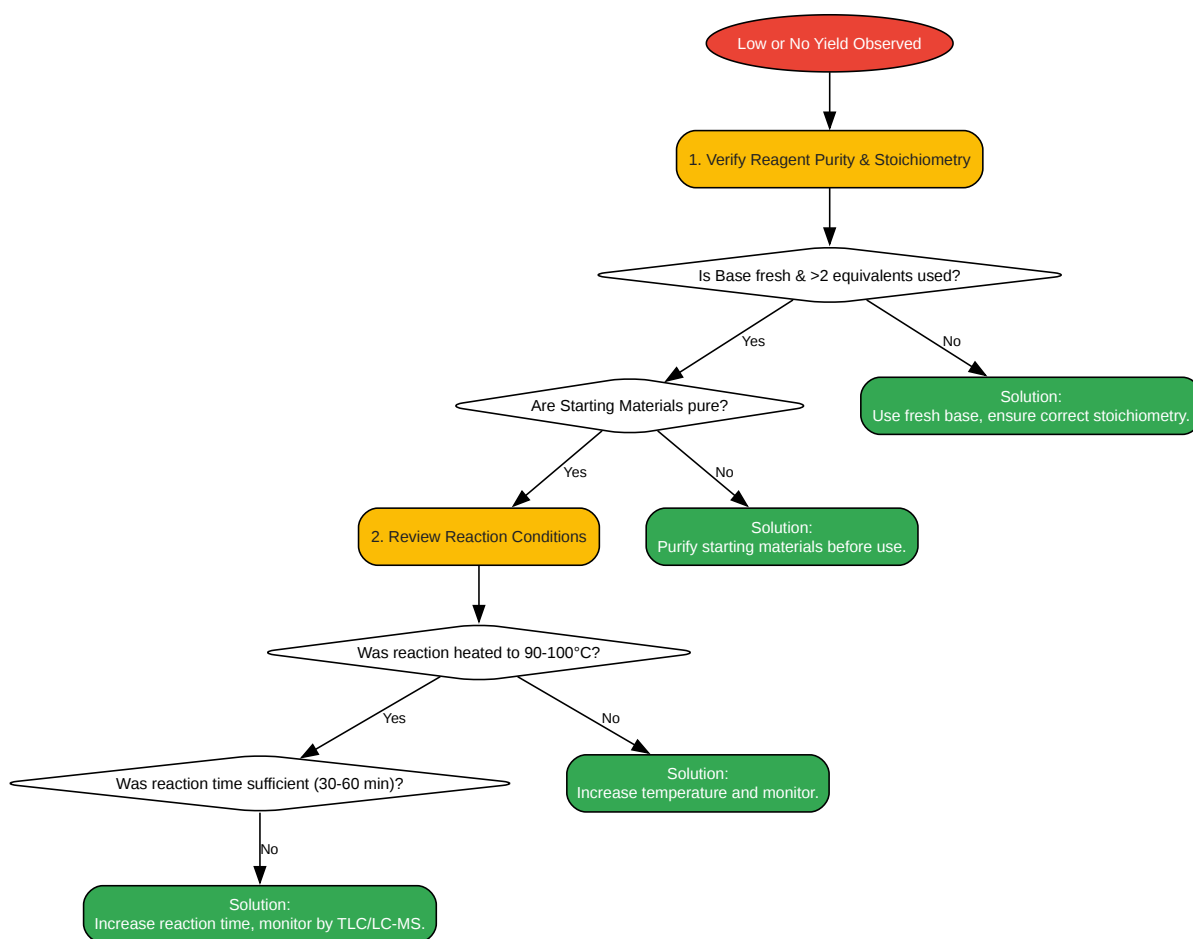 Low or No Yield Observed
1. Verify Reagent Purity & Stoichiometry
Is Base fresh & >2 equivalents used?
Yes
No
Are Starting Materials pure?
Solution:
Use fresh base, ensure correct stoichiometry.
Yes
No
2. Review Reaction Conditions
Solution:
Purify starting materials before use.
Was reaction heated to 90-100°C?
Yes
No
Was reaction time sufficient (30-60 min)?
Solution:
Increase temperature and monitor.
No
Solution:
Increase reaction time, monitor by TLC/LC-MS.